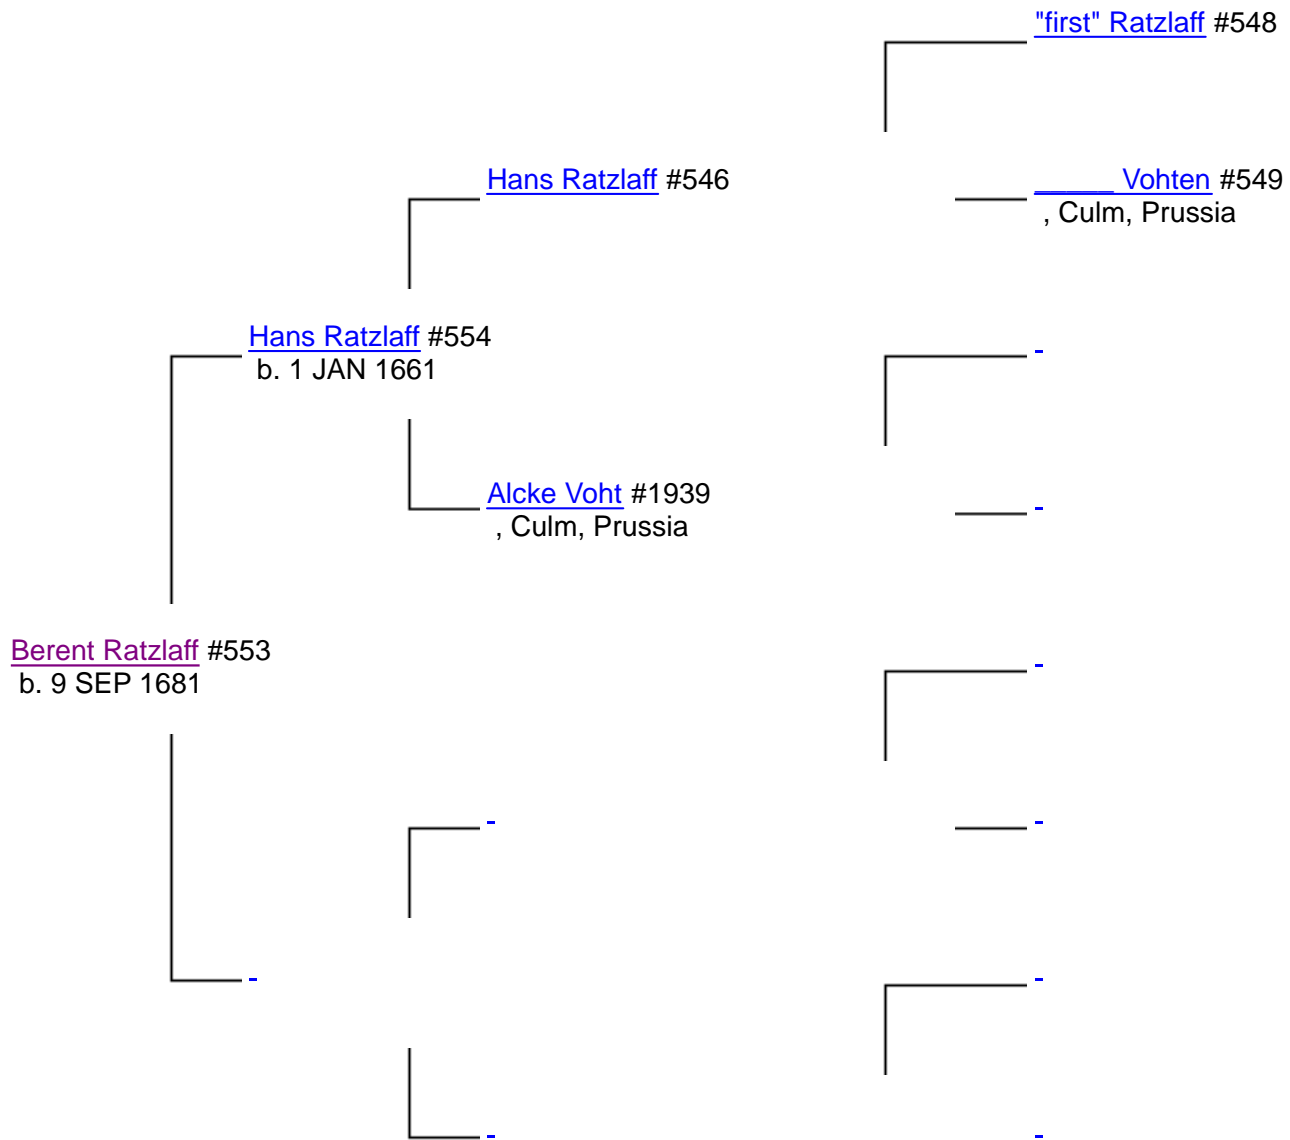 "first" Ratzlaff #548
Hans Ratzlaff #546
_____ Vohten #549
, Culm, Prussia
Hans Ratzlaff #554
b. 1 JAN 1661
-
Alcke Voht #1939
, Culm, Prussia
-
Berent Ratzlaff #553
b. 9 SEP 1681
-
-
-
-
-
-
-